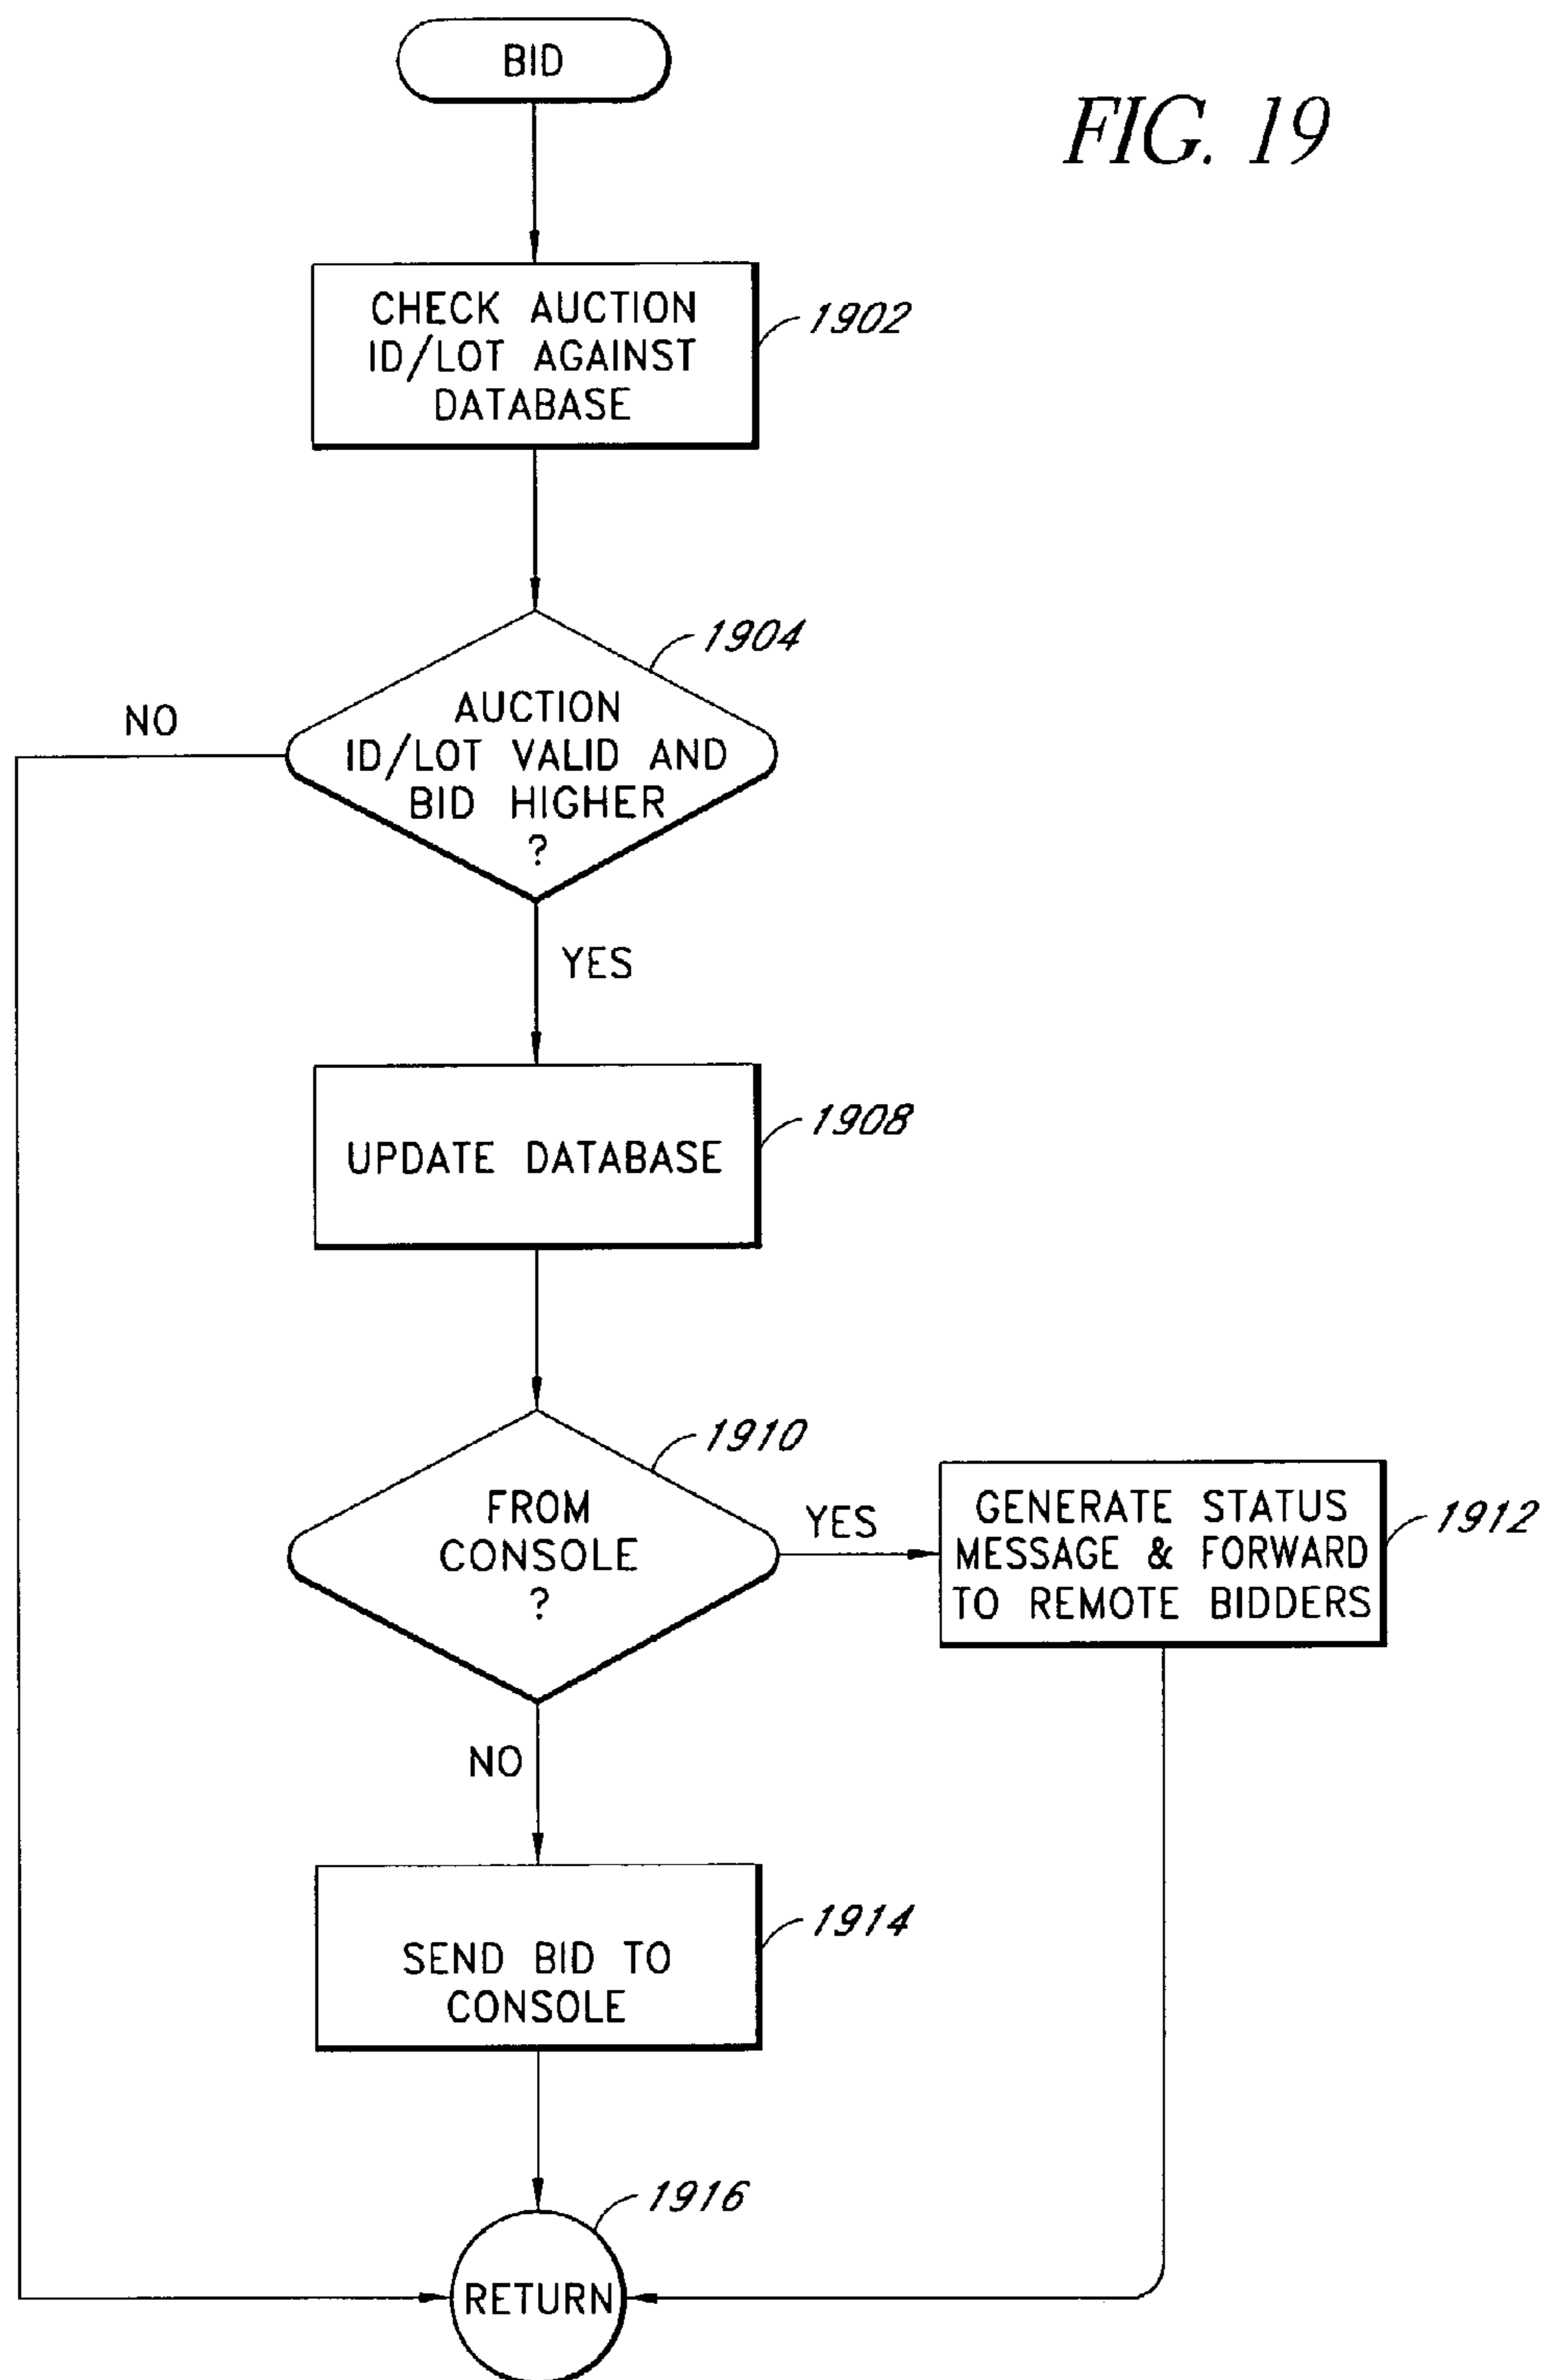 BID
FIG. 19
CHECK AUCTION
ID/LOT AGAINST
DATABASE
1902
1904
AUCTION
ID/LOT VALID AND
BID HIGHER
?
NO
YES
UPDATE DATABASE
1908
1910
FROM
CONSOLE
?
YES
GENERATE STATUS
MESSAGE & FORWARD
TO REMOTE BIDDERS
1912
NO
SEND BID TO
CONSOLE
1914
1916
RETURN